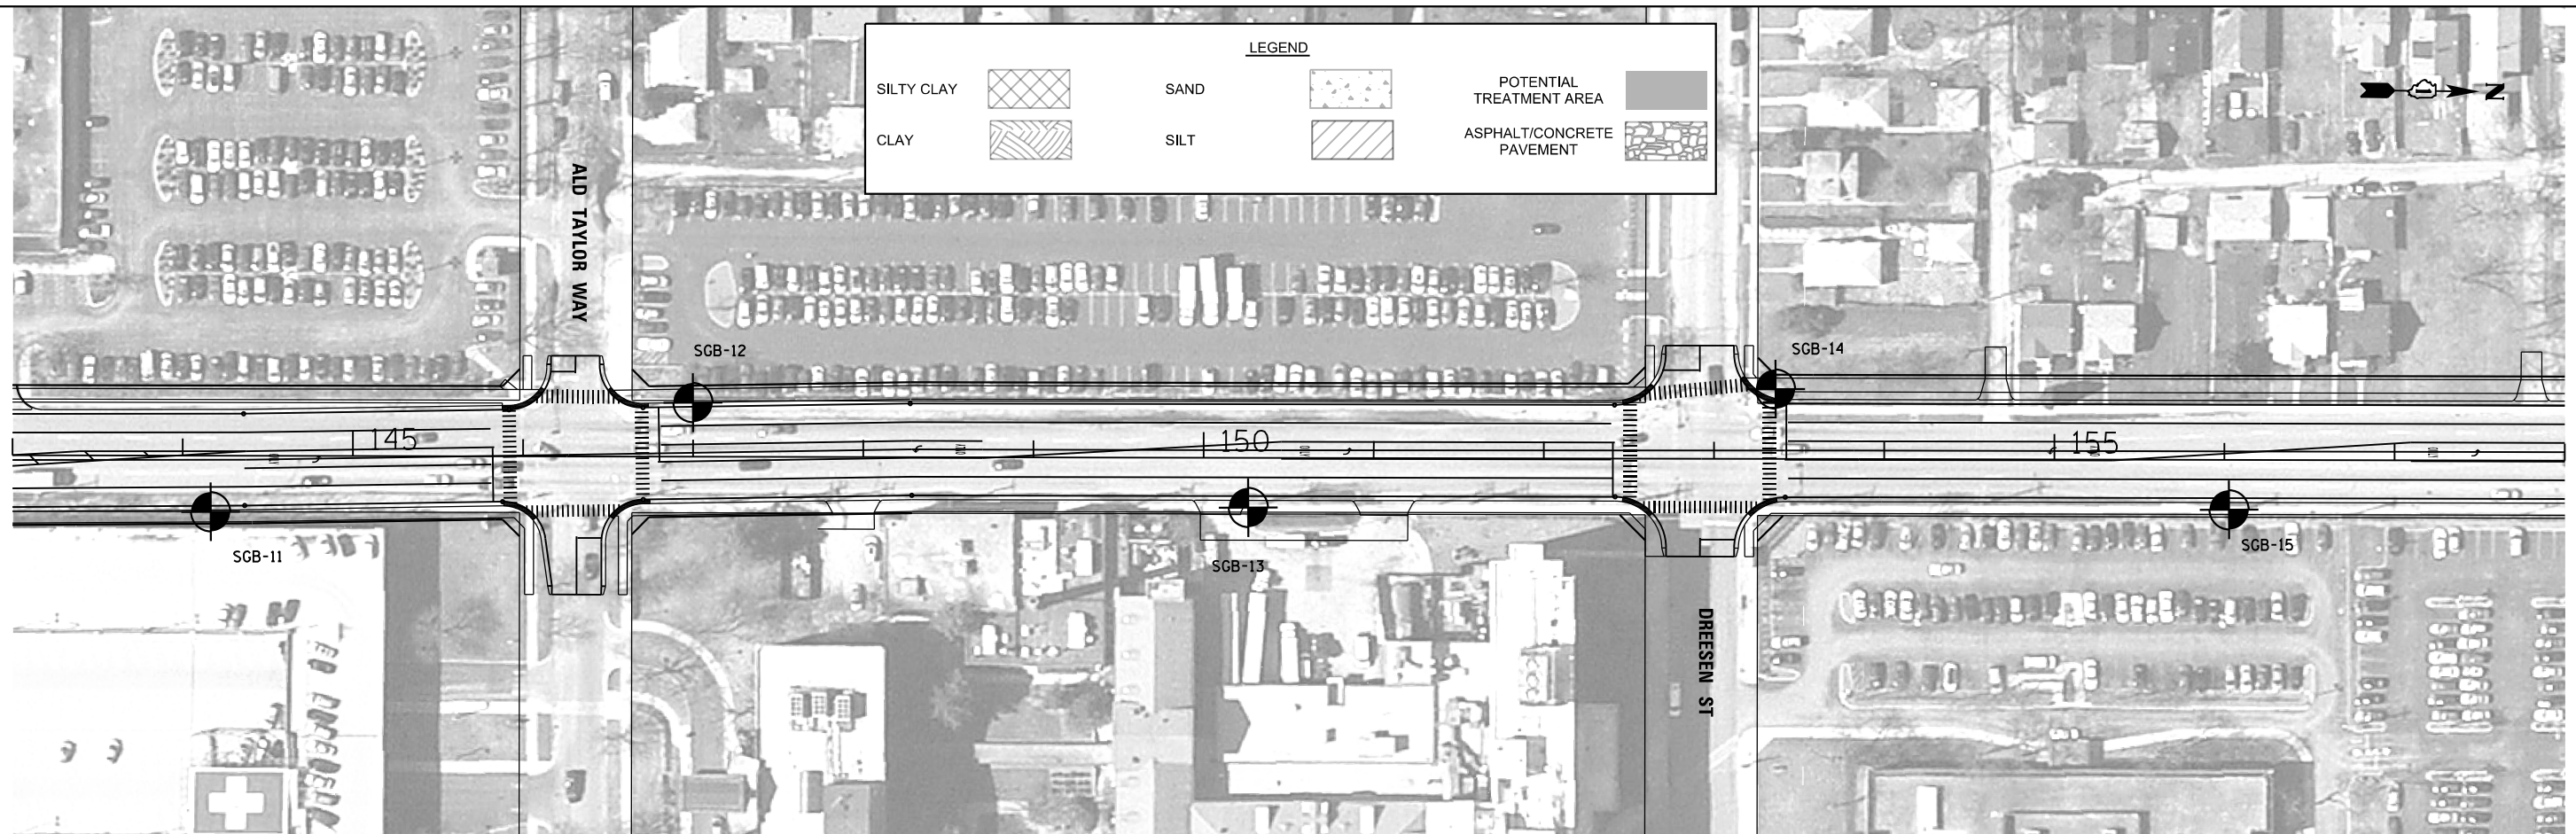 LEGEND
SILTY CLAY
SAND
POTENTIAL
TREATMENT AREA
CLAY
SILT
ASPHALT/CONCRETE
PAVEMENT
N
ALD TAYLOR WAY
SGB-12
SGB-14
145
150
155
SGB-11
SGB-13
SGB-15
DREESEN ST